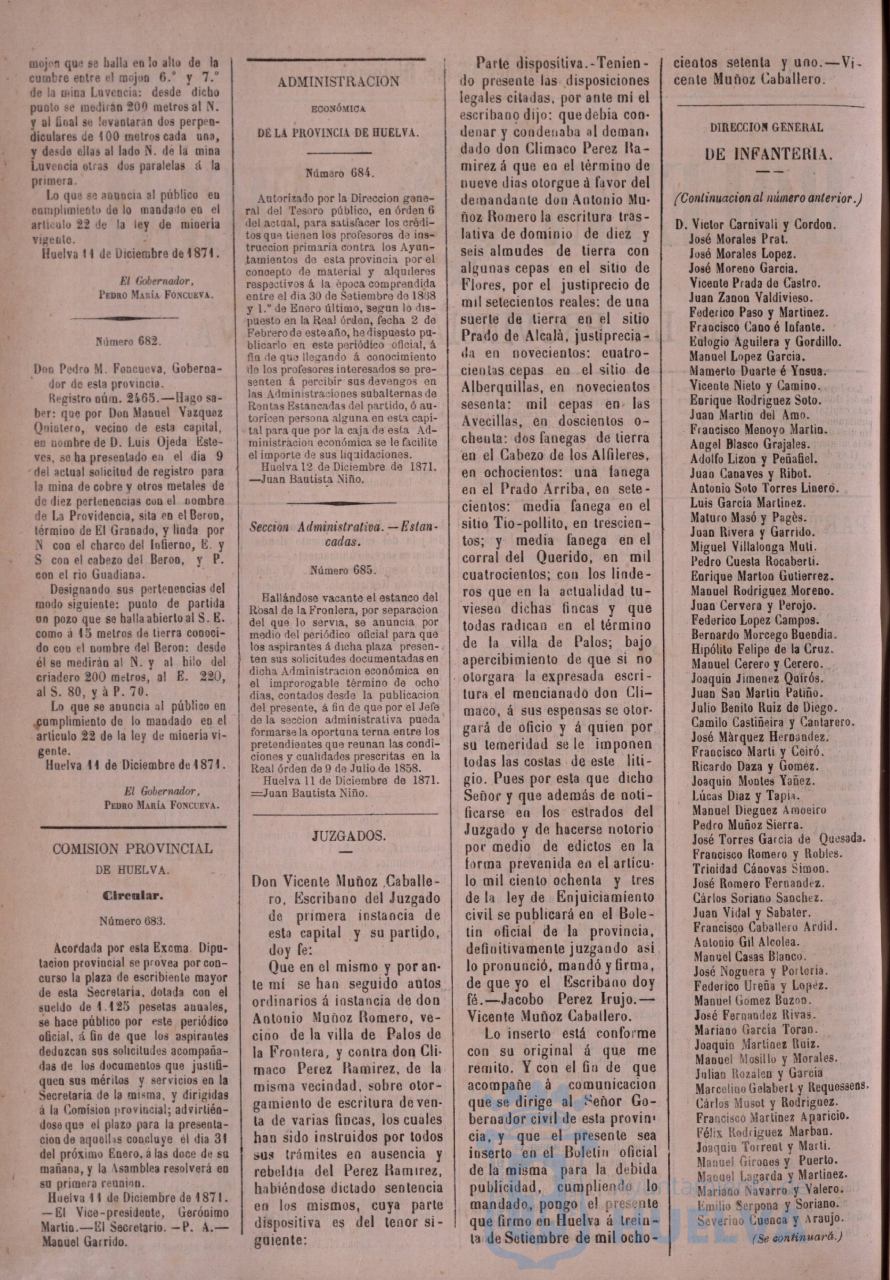 mojon que se halla en lo alto de la
cumbre entre el mojon 6.º y 7.º
de la mina Luvencia: desde dicho
punto se medirán 200 metros al N.
y al final se levantarán dos perpen-
diculares de 100 metros cada una,
y desde ellas al lado N. de la mina
Luvencia otras dos paralelas á la
primera.
Lo que se anuncia al público en
cumplimiento de lo mandado en el
artículo 22 de la ley de mineria
vigente.
Huelva 11 de Diciembre de 1871.
El Gobernador,
PEDRO MARÍA FONCUEVA.
Número 682.
Don Pedro M. Foncueva, Goberna-
dor de esta provincia.
Registro núm. 2465.—Hago sa-
ber: que por Don Manuel Vazquez
Quintero, vecino de esta capital,
en nombre de D. Luis Ojeda Este-
ves, se ha presentado en el dia 9
del actual solicitud de registro para
la mina de cobre y otros metales de
de diez pertenencias con el nombre
de La Providencia, sita en el Beron,
término de El Granado, y linda por
N con el charco del Infierno, E. y
S con el cabezo del Beron, y P.
con el rio Guadiana.
Designando sus pertenencias del
modo siguiente: punto de partida
un pozo que se halla abierto al S. E.
como á 15 metros de tierra conoci-
do con el nombre del Beron: desde
él se medirán al N. y al hilo del
criadero 200 metros, al E. 220,
al S. 80, y à P. 70.
Lo que se anuncia al público en
cumplimiento de lo mandado en el
artículo 22 de la ley de mineria vi-
gente.
Huelva 11 de Diciembre de 1871.
El Gobernador,
PEDRO MARÍA FONCUEVA.
COMISION PROVINCIAL
DE HUELVA.
Circular.
Número 683.
Acordada por esta Excma. Dipu-
tacion provincial se provea por con-
curso la plaza de escribiente mayor
de esta Secretaria, dotada con el
sueldo de 1.125 pesetas anuales,
se hace público por este periódico
oficial, á fin de que los aspirantes
deduzcan sus solicitudes acompaña-
das de los documentos que justifi-
quen sus méritos y servicios en la
Secretaria de la misma, y dirigidas
á la Comision provincial; advirtién-
dose que el plazo para la presenta-
cion de aquellas concluye el dia 31
del próximo Enero, á las doce de su
mañana, y la Asamblea resolverá en
su primera reunion.
Huelva 11 de Diciembre de 1871.
—El Vice-presidente, Gerónimo
Martin.—El Secretario.—P. A.—
Manuel Garrido.
ADMINISTRACION
ECONÓMICA
DE LA PROVINCIA DE HUELVA.
Número 684.
Autorizado por la Direccion gene-
ral del Tesoro público, en órden 6
del actual, para satisfacer los crédi-
tos que tienen los profesores de ins-
truccion primaria contra los Ayun-
tamientos de esta provincia por el
concepto de material y alquileres
respectivos á la época comprendida
entre el dia 30 de Setiembre de 1868
y 1.º de Enero último, segun lo dis-
puesto en la Real órden, fecha 2 de
Febrero de este año, he dispuesto pu-
blicarlo en este periódico oficial, á
fin de que llegando á conocimiento
de los profesores interesados se pre-
senten á percibir sus devengos en
las Administraciones subalternas de
Rentas Estancadas del partido, ó au-
toricen persona alguna en esta capi-
tal para que por la caja de esta Ad-
ministracion económica se le facilite
el importe de sus liquidaciones.
Huelva 12 de Diciembre de 1871.
—Juan Bautista Niño.
Seccion Administrativa.—Estan-
cadas.
Número 685.
Hallándose vacante el estanco del
Rosal de la Frontera, por separacion
del que lo servia, se anuncia por
medio del periódico oficial para que
los aspirantes á dicha plaza presen-
ten sus solicitudes documentadas en
dicha Administracion económica en
el improrogable término de ocho
dias, contados desde la publicacion
del presente, á fin de que por el Jefe
de la seccion administrativa pueda
formarse la oportuna terna entre los
pretendientes que reunan las condi-
ciones y cualidades prescritas en la
Real órden de 9 de Julio de 1858.
Huelva 11 de Diciembre de 1871.
=Juan Bautista Niño.
JUZGADOS.
Don Vicente Muñoz Caballe-
ro, Escribano del Juzgado
de primera instancia de
esta capital y su partido,
doy fe:
Que en el mismo y por an-
te mí se han seguido autos
ordinarios á instancia de don
Antonio Muñoz Romero, ve-
cino de la villa de Palos de
la Frontera, y contra don Cli-
maco Perez Ramirez, de la
misma vecindad, sobre otor-
gamiento de escritura de ven-
ta de varias fincas, los cuales
han sido instruidos por todos
sus trámites en ausencia y
rebeldia del Perez Ramirez,
habiéndose dictado sentencia
en los mismos, cuya parte
dispositiva es del tenor si-
guiente:
Parte dispositiva.-Tenien-
do presente las disposiciones
legales citadas, por ante mí el
escribano dijo: que debia con-
denar y condenaba al deman-
dado don Climaco Perez Ra-
mirez á que en el término de
nueve dias otorgue á favor del
demandante don Antonio Mu-
ñoz Romero la escritura tras-
lativa de dominio de diez y
seis almudes de tierra con
algunas cepas en el sitio de
Flores, por el justiprecio de
mil setecientos reales: de una
suerte de tierra en el sitio
Prado de Alcalà, justiprecia-
da en novecientos: cuatro-
cientas cepas en el sitio de
Alberquillas, en novecientos
sesenta: mil cepas en las
Avecillas, en doscientos o-
chenta: dos fanegas de tierra
en el Cabezo de los Alfileres,
en ochocientos: una fanega
en el Prado Arriba, en sete-
cientos: media fanega en el
sitio Tio-pollito, en trescien-
tos; y media fanega en el
corral del Querido, en mil
cuatrocientos; con los linde-
ros que en la actualidad tu-
viesen dichas fincas y que
todas radican en el término
de la villa de Palos; bajo
apercibimiento de que si no
otorgara la expresada escri-
tura el mencionado don Cli-
maco, á sus espensas se otor-
gará de oficio y á quien por
su temeridad se le imponen
todas las costas de este liti-
gio. Pues por esta que dicho
Señor y que además de noti-
ficarse en los estrados del
Juzgado y de hacerse notorio
por medio de edictos en la
forma prevenida en el artícu-
lo mil ciento ochenta y tres
de la ley de Enjuiciamiento
civil se publicará en el Bole-
tin oficial de la provincia,
definitivamente juzgando asi
lo pronunció, mandó y firma,
de que yo el Escribano doy
fé.—Jacobo Perez Irujo.—
Vicente Muñoz Caballero.
Lo inserto está conforme
con su original á que me
remito. Y con el fin de que
acompañe à comunicacion
que se dirige al Señor Go-
bernador civil de esta provin-
cia, y que el presente sea
inserto en el Boletin oficial
de la misma para la debida
publicidad, cumpliendo lo
mandado, pongo el presente
que firmo en Huelva á trein-
ta de Setiembre de mil ocho-
cientos setenta y uno.—Vi-
cente Muñoz Caballero.
DIRECCION GENERAL
DE INFANTERIA.
(Continuacion al número anterior.)
D. Victor Carnivali y Cordon.
José Morales Prat.
José Morales Lopez.
José Moreno Garcia.
Vicente Prada de Castro.
Juan Zanon Valdivieso.
Federico Paso y Martinez.
Francisco Cano é Infante.
Eulogio Aguilera y Gordillo.
Manuel Lopez Garcia.
Mamerto Duarte é Ynsua.
Vicente Nieto y Camino.
Enrique Rodriguez Soto.
Juan Martin del Amo.
Francisco Menoyo Martin.
Angel Blasco Grajales.
Adolfo Lizon y Peñafiel.
Juan Canaves y Ribot.
Antonio Soto Torres Linero.
Luis Garcia Martinez.
Maturo Masó y Pagès.
Juan Rivera y Garrido.
Miguel Villalonga Muti.
Pedro Cuesta Rocaberti.
Enrique Marton Gutierrez.
Manuel Rodriguez Moreno.
Juan Cervera y Perojo.
Federico Lopez Campos.
Bernardo Morcego Buendia.
Hipólito Felipe de la Cruz.
Manuel Cerero y Cerero.
Joaquin Jimenez Quirós.
Juan San Martin Patiño.
Julio Benito Ruiz de Diego.
Camilo Castiñeira y Cantarero.
José Màrquez Hernandez.
Francisco Marti y Ceiró.
Ricardo Daza y Gomez.
Joaquin Montes Yañez.
Lúcas Diaz y Tapia.
Manuel Dieguez Amoeiro
Pedro Muñoz Sierra.
José Torres Garcia de Quesada.
Francisco Romero y Robles.
Trinidad Cánovas Simon.
José Romero Fernandez.
Cárlos Soriano Sanchez.
Juan Vidal y Sabater.
Francisco Caballero Ardid.
Antonio Gil Alcolea.
Manuel Casas Blanco.
José Noguera y Porteria.
Federico Ureña y Lopez.
Manuel Gomez Buzon.
José Fernandez Rivas.
Mariano Garcia Toran.
Joaquin Martinez Ruiz.
Manuel Mosillo y Morales.
Julian Rozalen y Garcia
Marcelino Gelabert y Requessens.
Cárlos Musot y Rodriguez.
Francisco Martinez Aparicio.
Félix Rodriguez Marban.
Joaquin Torrent y Marti.
Manuel Girones y Puerto.
Manuel Lagarda y Martinez.
Mariano Navarro y Valero.
Emilio Serpona y Soriano.
Severino Cuenca y Araujo.
(Se continuará.)